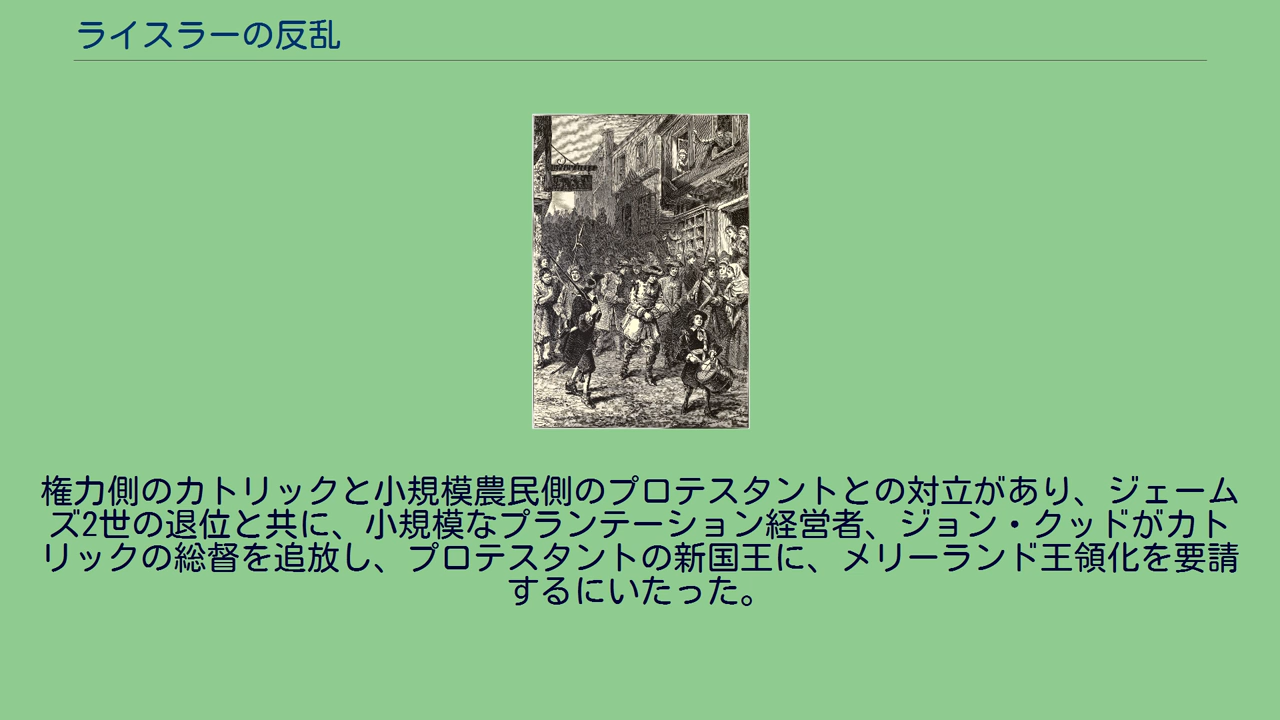 ライスラーの反乱
権力側のカトリックと小規模農民側のプロテスタントとの対立があり、ジェーム
ズ2世の退位と共に、小規模なプランテーション経営者、ジョン・クッドがカト
リックの総督を追放し、プロテスタントの新国王に、メリーランド王領化を要請
するにいたった。